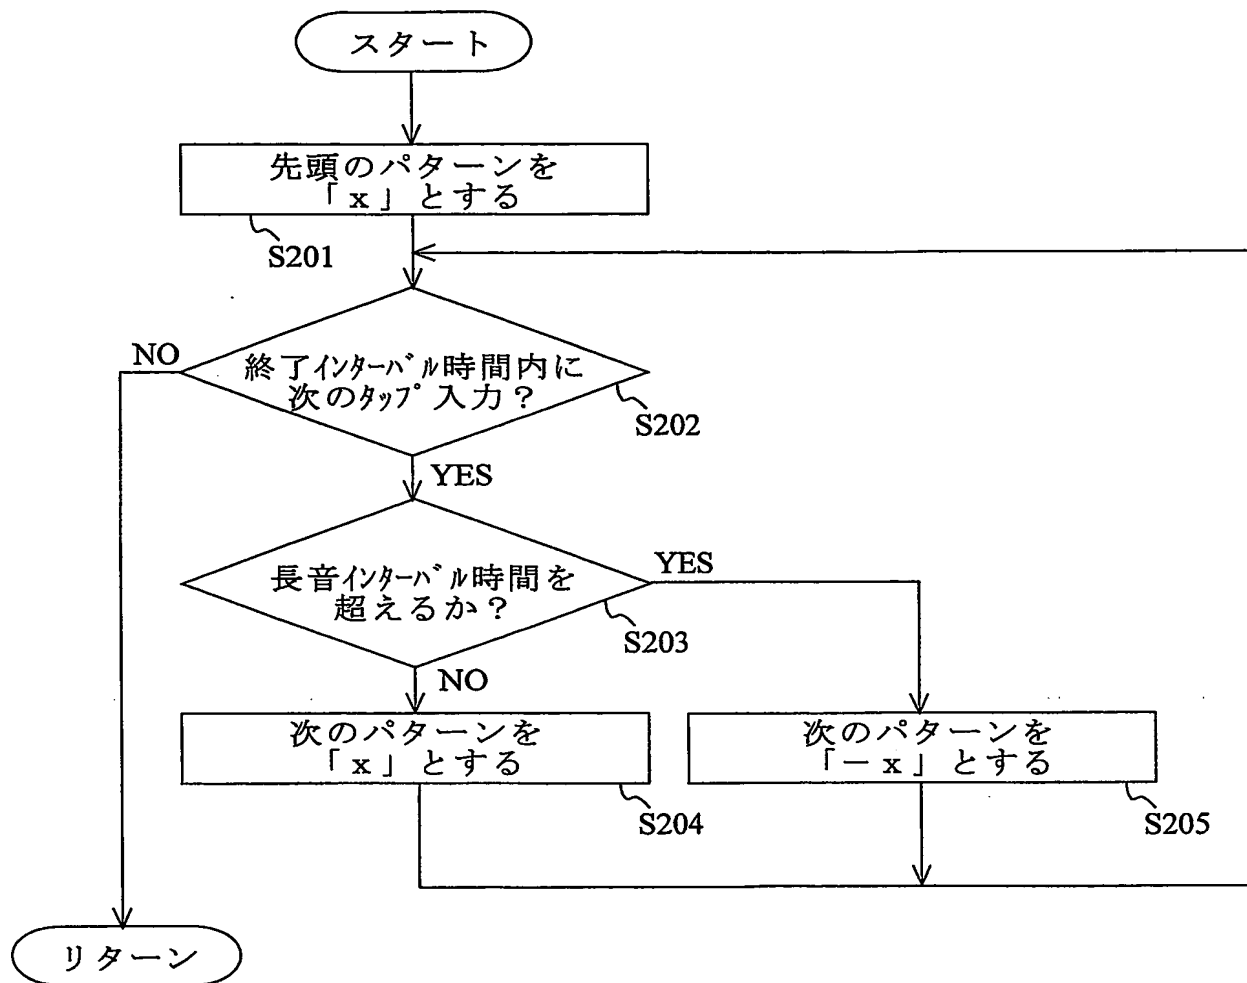 スタート
先頭のパターンを
「x」とする
S201
NO
終了ｲﾝﾀｰﾊﾞﾙ時間内に
次のﾀｯﾌﾟ入力？
S202
YES
長音ｲﾝﾀｰﾊﾞﾙ時間を
超えるか？
YES
S203
NO
次のパターンを
「x」とする
S204
次のパターンを
「－x」とする
S205
リターン